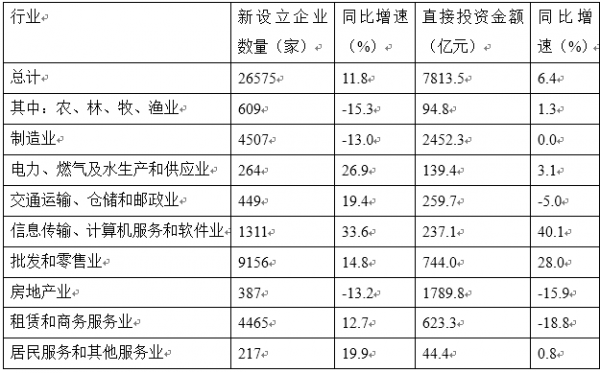 行业 新设立企业数量（家） 同比增速（%） 直接投资金额（亿元） 同比增速（%）
总计 26575 11.8 7813.5 6.4
其中：农、林、牧、渔业 609 -15.3 94.8 1.3
制造业 4507 -13.0 2452.3 0.0
电力、燃气及水生产和供应业 264 26.9 139.4 3.1
交通运输、仓储和邮政业 449 19.4 259.7 -5.0
信息传输、计算机服务和软件业 1311 33.6 237.1 40.1
批发和零售业 9156 14.8 744.0 28.0
房地产业 387 -13.2 1789.8 -15.9
租赁和商务服务业 4465 12.7 623.3 -18.8
居民服务和其他服务业 217 19.9 44.4 0.8